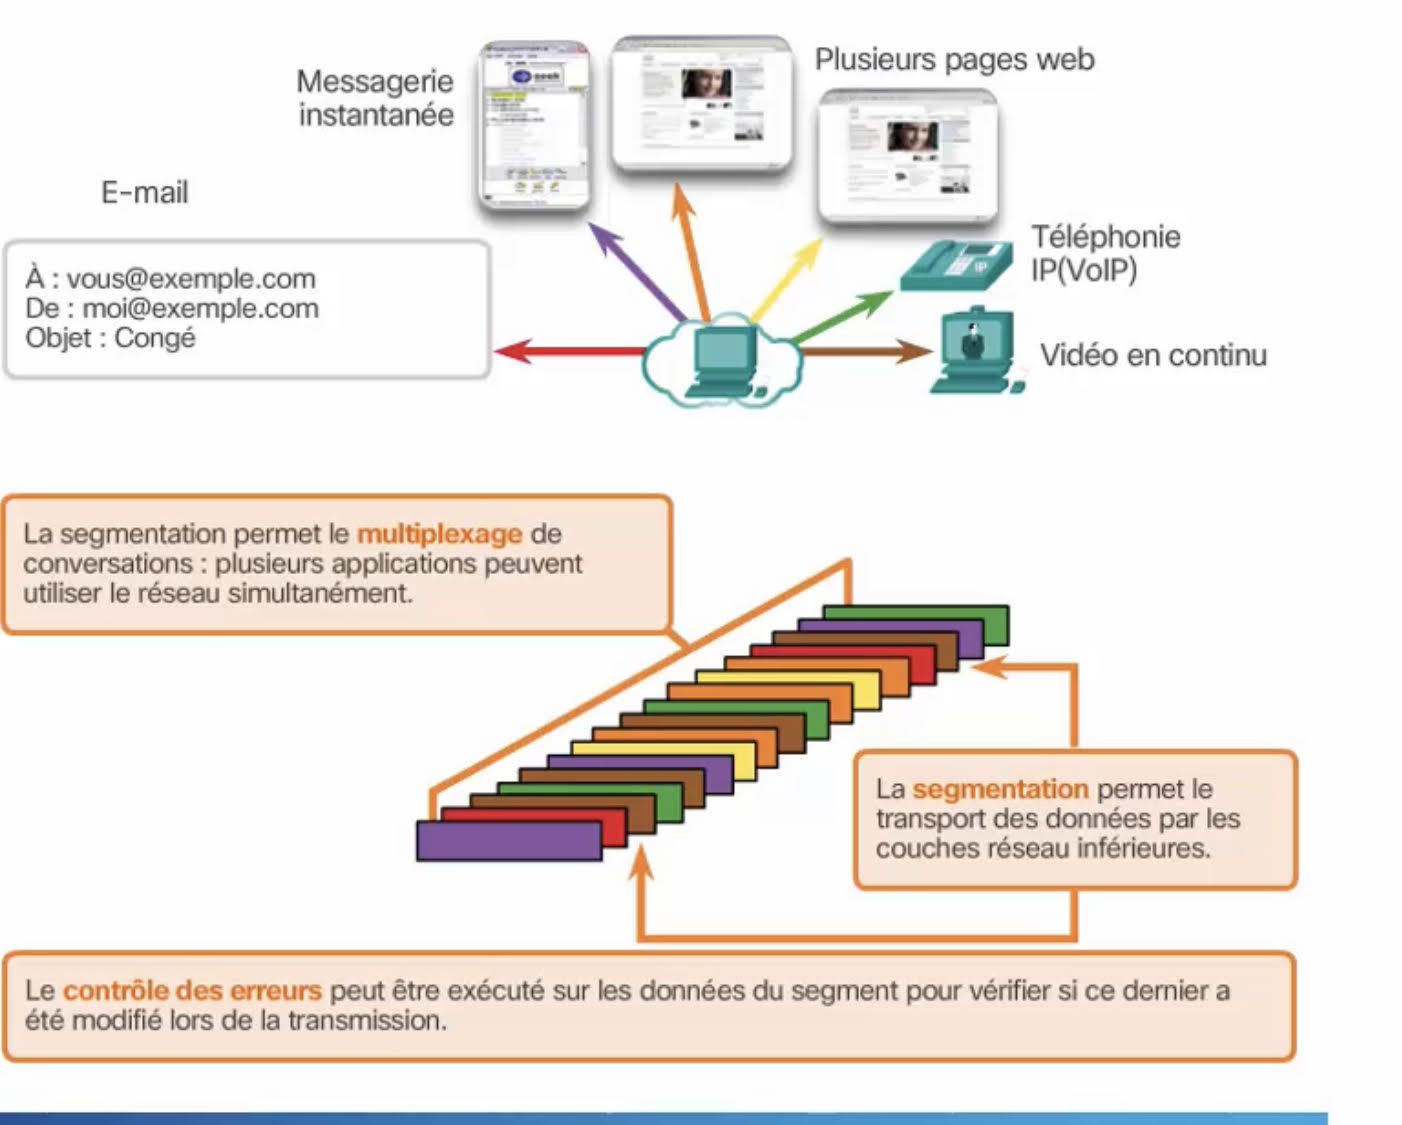 Messagerie
instantanée
Plusieurs pages web
E-mail
À : vous@exemple.com
De : moi@exemple.com
Objet : Congé
Téléphonie
IP(VoIP)
IP
Vidéo en continu
La segmentation permet le multiplexage de
conversations : plusieurs applications peuvent
utiliser le réseau simultanément.
La segmentation permet le
transport des données par les
couches réseau inférieures.
Le contrôle des erreurs peut être exécuté sur les données du segment pour vérifier si ce dernier a
été modifié lors de la transmission.